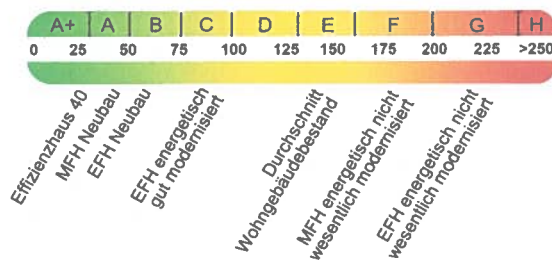 A+ A B C D E F G H
0 25 50 75 100 125 150 175 200 225 >250
Effizienzhaus 40
MFH Neubau
EFH Neubau
EFH energetisch
gut modernisiert
Durchschnitt
Wohngebäudebestand
MFH energetisch nicht
wesentlich modernisiert
EFH energetisch nicht
wesentlich modernisiert